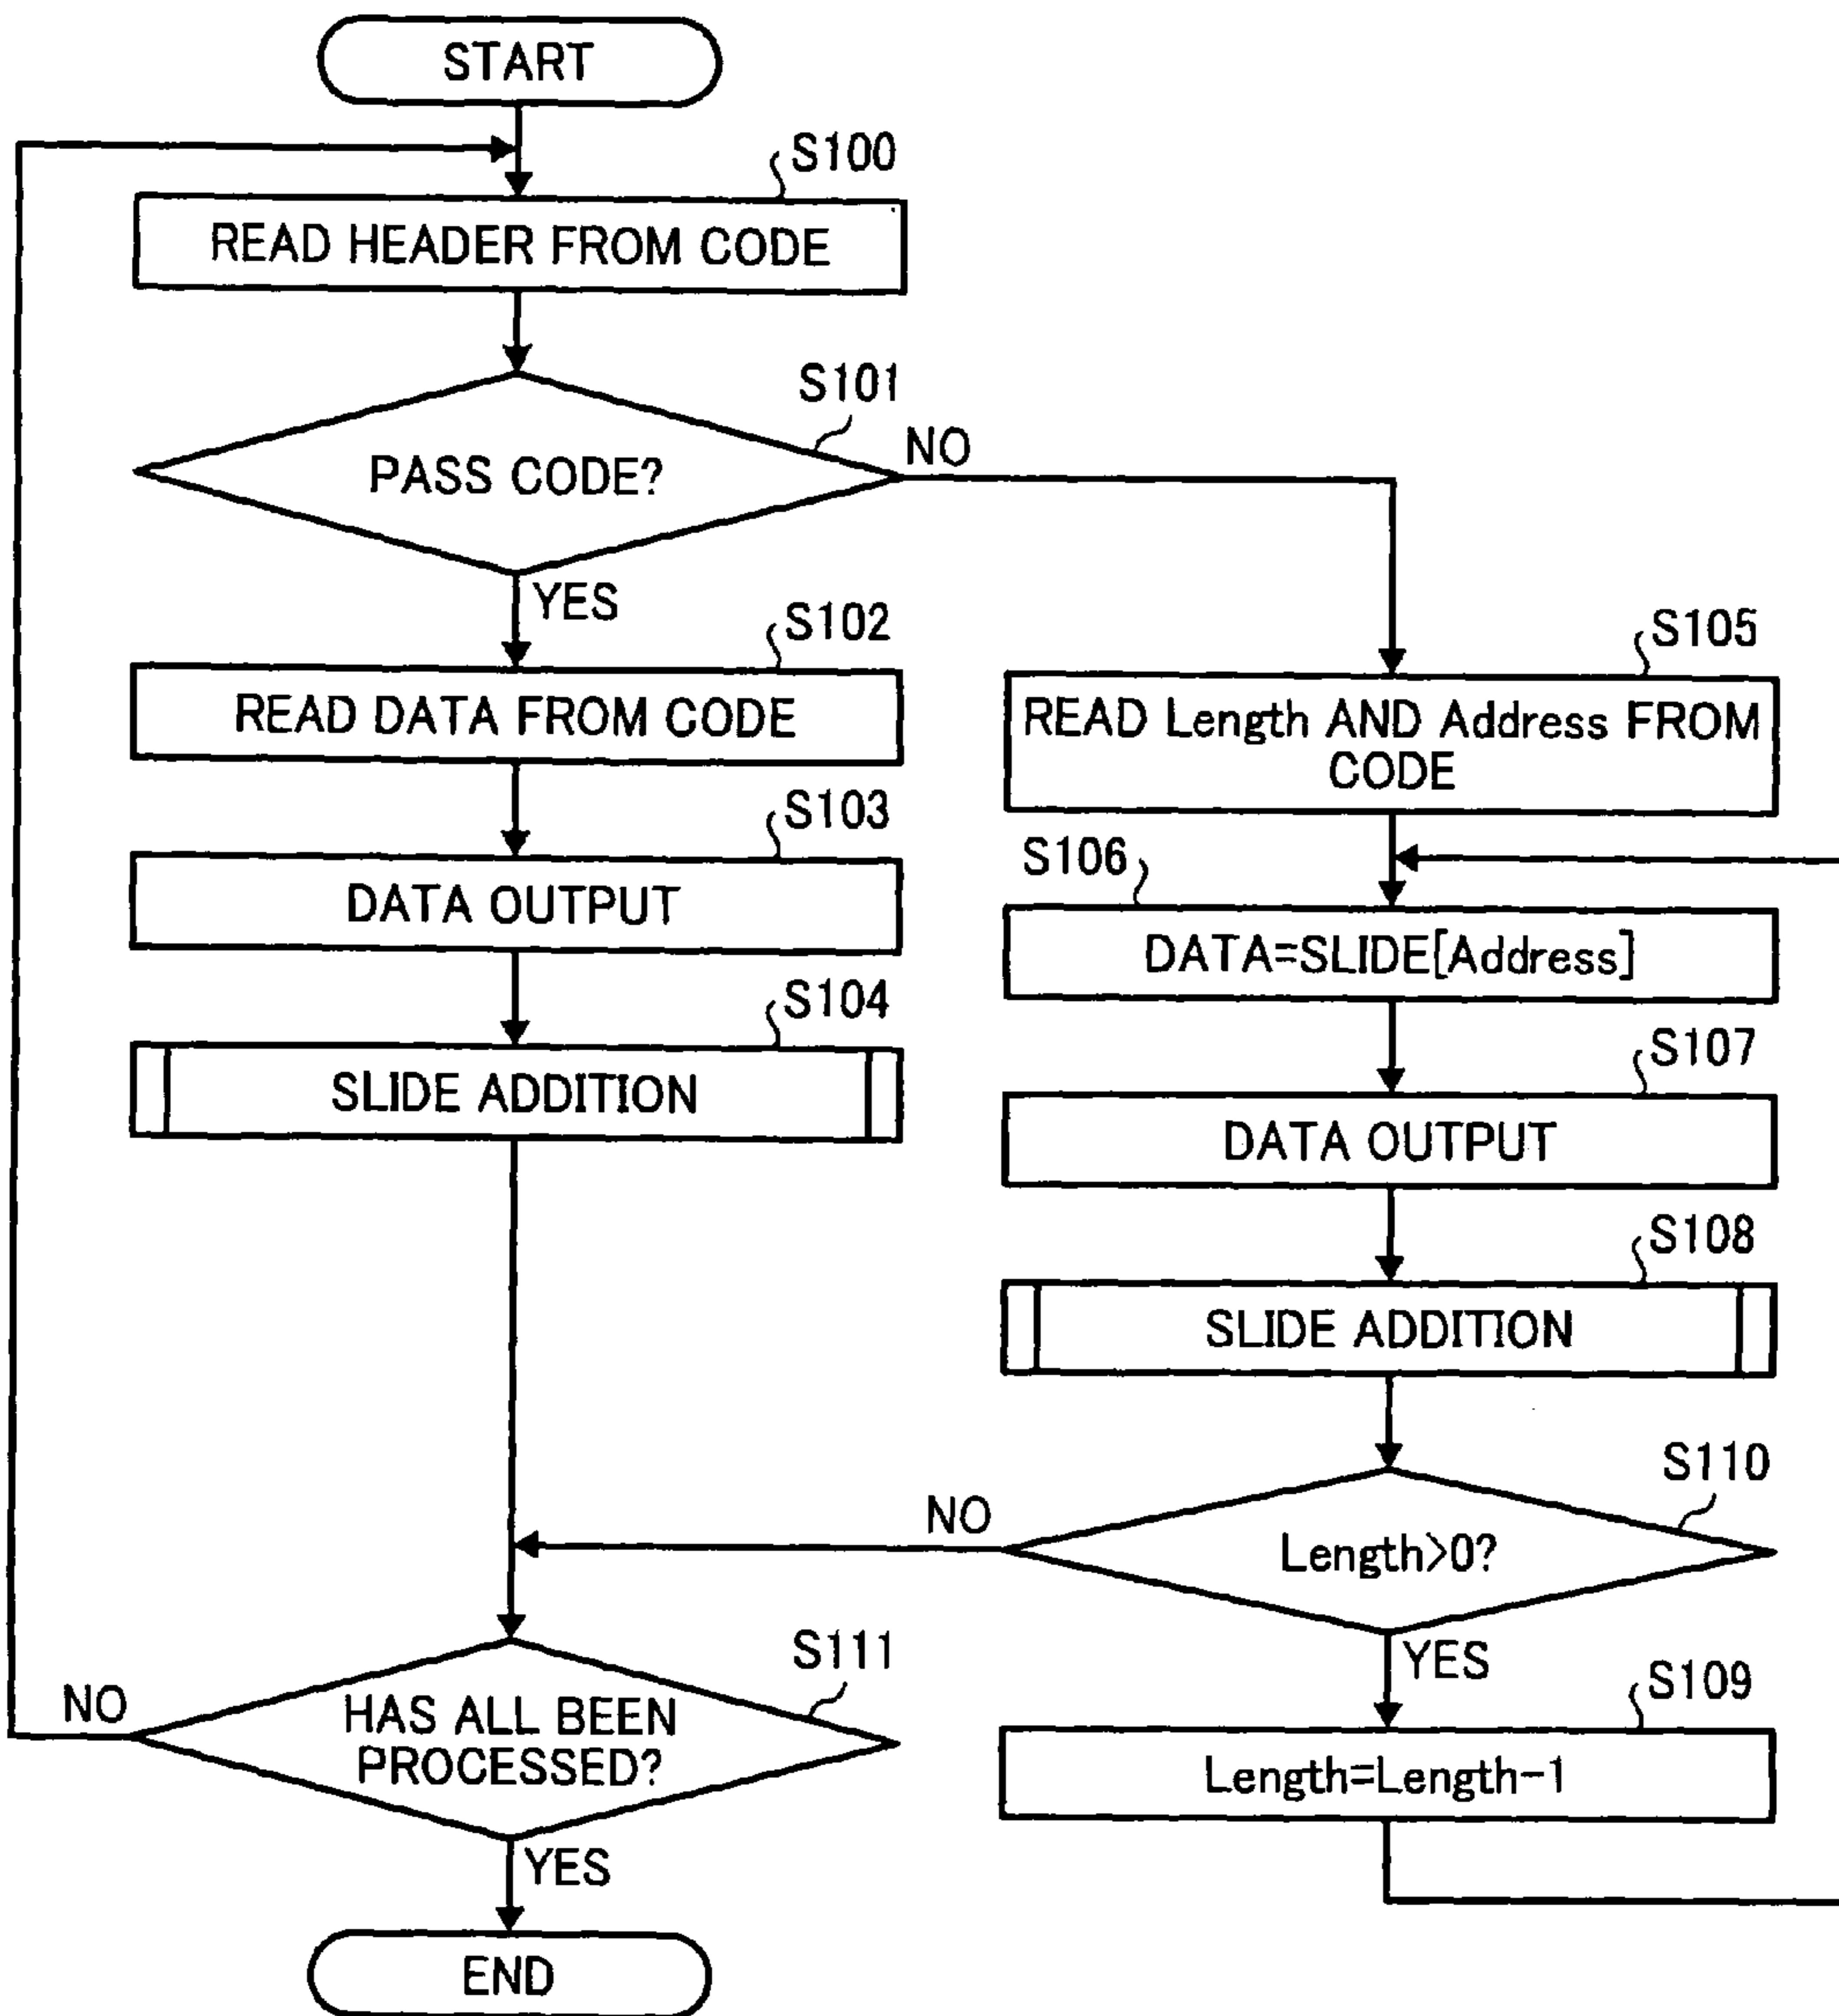 START
S100
READ HEADER FROM CODE
S101
PASS CODE?
NO
YES
S102
READ DATA FROM CODE
S103
DATA OUTPUT
S104
SLIDE ADDITION
S105
READ Length AND Address FROM
CODE
S106
DATA=SLIDE[Address]
S107
DATA OUTPUT
S108
SLIDE ADDITION
S110
NO
Length>0?
YES
S109
Length=Length-1
S111
NO
HAS ALL BEEN
PROCESSED?
YES
END